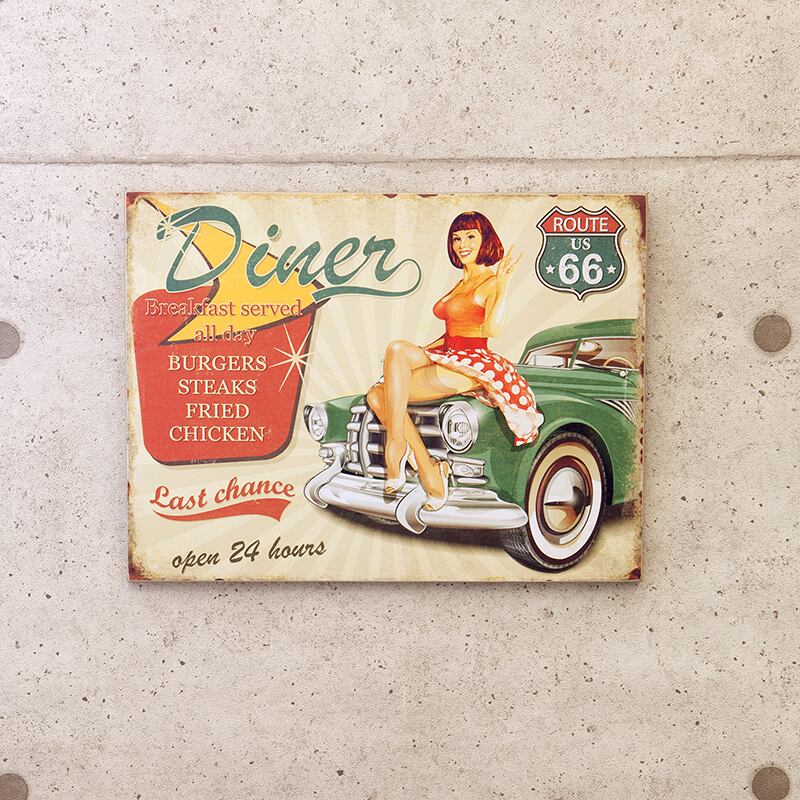 Diner
Breakfast served
all day
BURGERS
STEAKS
FRIED
CHICKEN
Last chance
open 24 hours
ROUTE
US
66